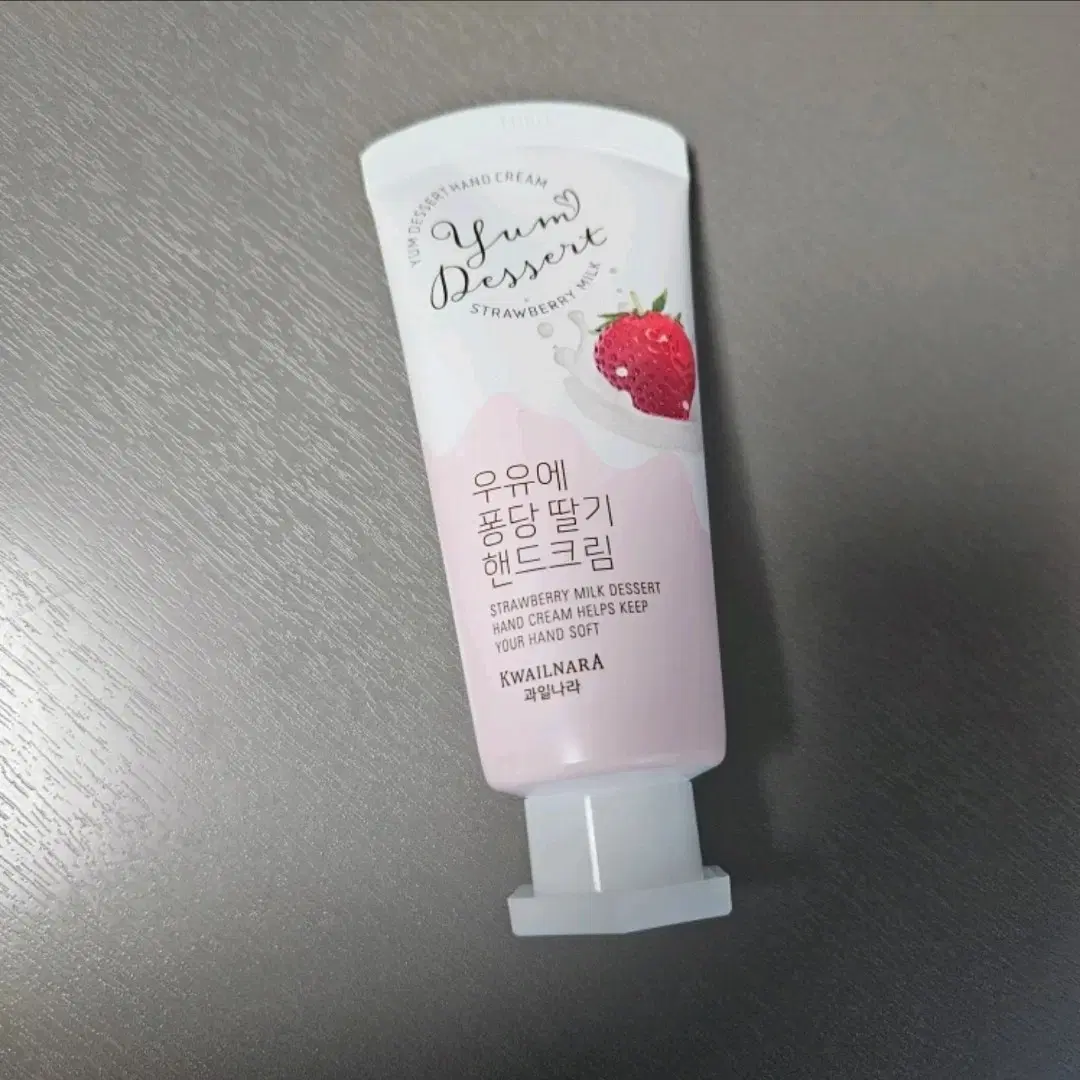 YUM DESSERT HAND CREAM
Yum
Dessert
STRAWBERRY MILK
우유에
퐁당 딸기
핸드크림
STRAWBERRY MILK DESSERT
HAND CREAM HELPS KEEP
YOUR HAND SOFT
KWAILNARA
과일나라